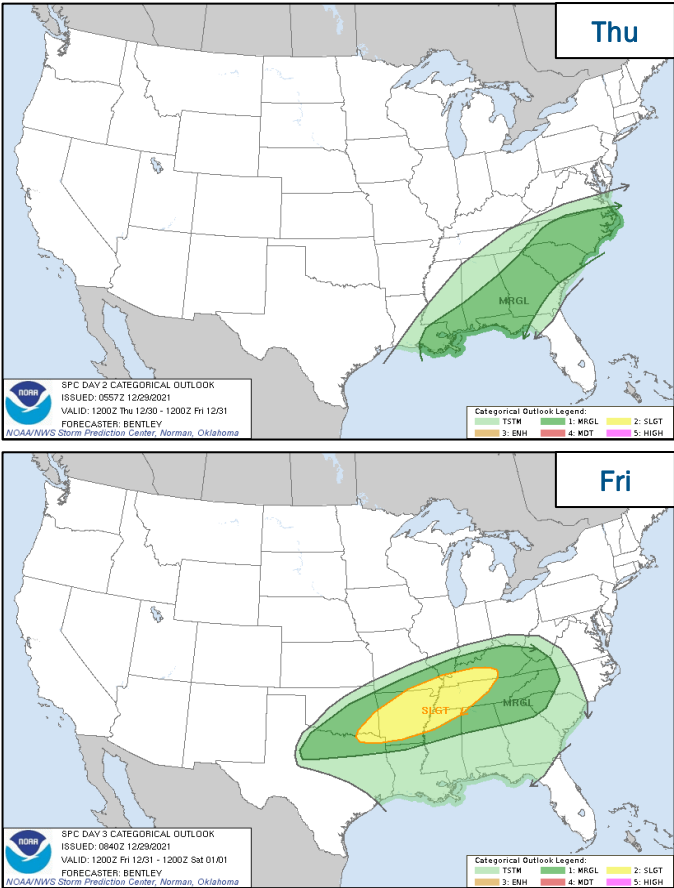 Thu
MRGL
NOAA
SPC DAY 2 CATEGORICAL OUTLOOK
ISSUED: 0557Z 12/29/2021
VALID: 1200Z Thu 12/30 - 1200Z Fri 12/31
FORECASTER: BENTLEY
NOAA/NWS Storm Prediction Center, Norman, Oklahoma
Categorical Outlook Legend:
TSTM 1: MRGL 2: SLGT
3: ENH 4: MDT 5: HIGH
Fri
MRGL
SLGT
NOAA
SPC DAY 3 CATEGORICAL OUTLOOK
ISSUED: 0840Z 12/29/2021
VALID: 1200Z Fri 12/31 - 1200Z Sat 01/01
FORECASTER: BENTLEY
NOAA/NWS Storm Prediction Center, Norman, Oklahoma
Categorical Outlook Legend:
TSTM 1: MRGL 2: SLGT
3: ENH 4: MDT 5: HIGH